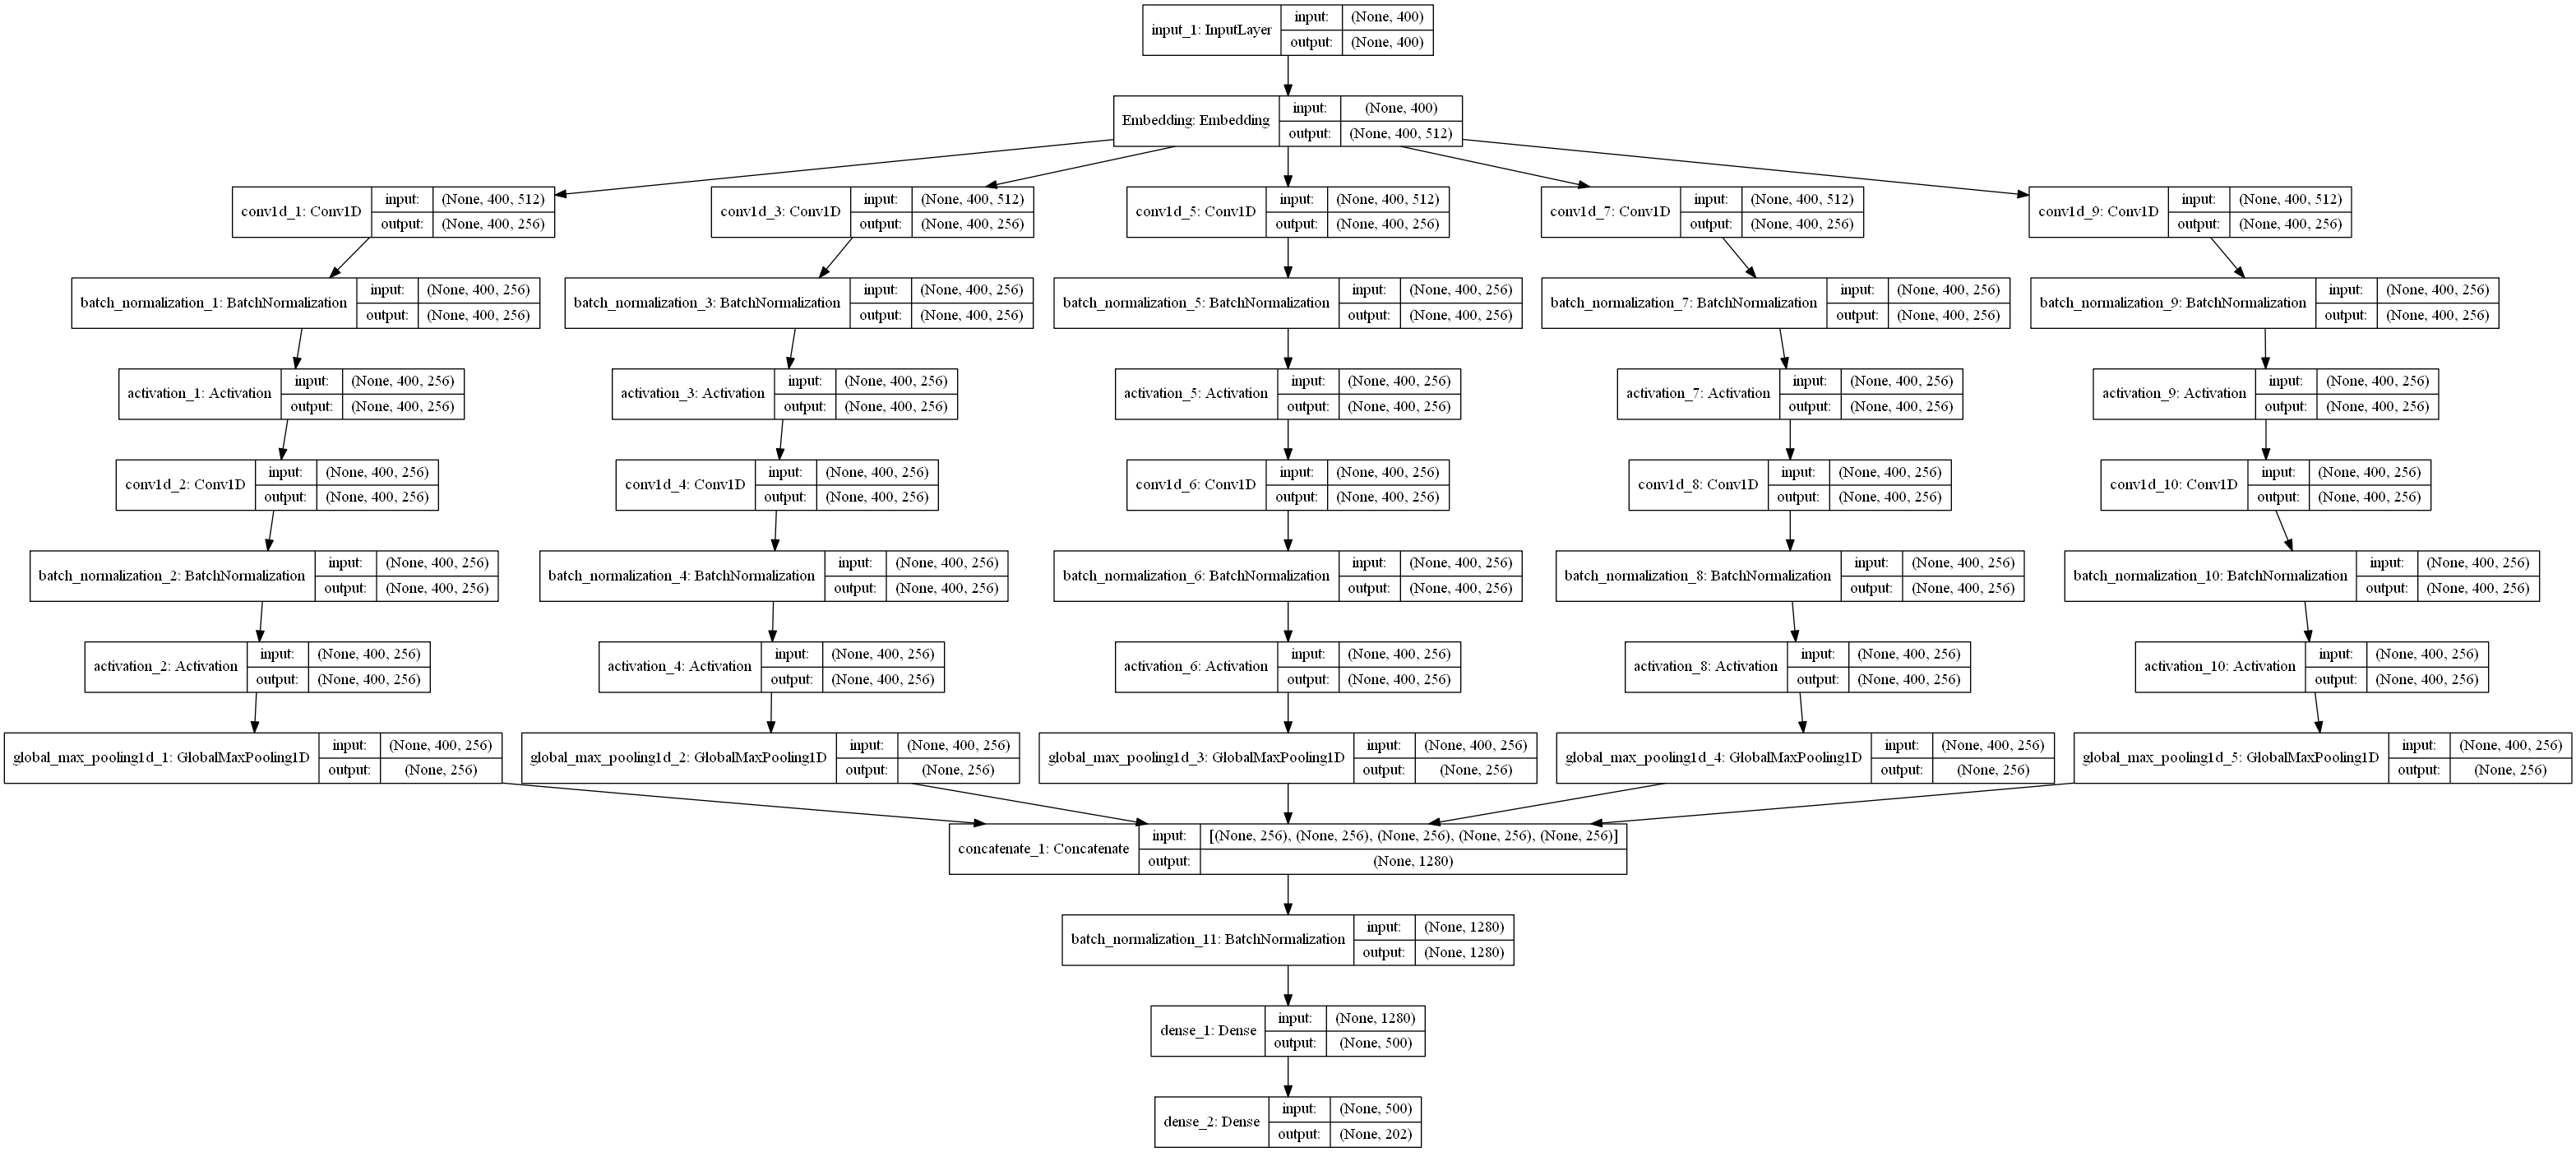 input_1: InputLayer
input: (None, 400)
output: (None, 400)
Embedding: Embedding
input: (None, 400)
output: (None, 400, 512)
conv1d_1: Conv1D
input: (None, 400, 512)
output: (None, 400, 256)
conv1d_3: Conv1D
input: (None, 400, 512)
output: (None, 400, 256)
conv1d_5: Conv1D
input: (None, 400, 512)
output: (None, 400, 256)
conv1d_7: Conv1D
input: (None, 400, 512)
output: (None, 400, 256)
conv1d_9: Conv1D
input: (None, 400, 512)
output: (None, 400, 256)
batch_normalization_1: BatchNormalization
input: (None, 400, 256)
output: (None, 400, 256)
batch_normalization_3: BatchNormalization
input: (None, 400, 256)
output: (None, 400, 256)
batch_normalization_5: BatchNormalization
input: (None, 400, 256)
output: (None, 400, 256)
batch_normalization_7: BatchNormalization
input: (None, 400, 256)
output: (None, 400, 256)
batch_normalization_9: BatchNormalization
input: (None, 400, 256)
output: (None, 400, 256)
activation_1: Activation
input: (None, 400, 256)
output: (None, 400, 256)
activation_3: Activation
input: (None, 400, 256)
output: (None, 400, 256)
activation_5: Activation
input: (None, 400, 256)
output: (None, 400, 256)
activation_7: Activation
input: (None, 400, 256)
output: (None, 400, 256)
activation_9: Activation
input: (None, 400, 256)
output: (None, 400, 256)
conv1d_2: Conv1D
input: (None, 400, 256)
output: (None, 400, 256)
conv1d_4: Conv1D
input: (None, 400, 256)
output: (None, 400, 256)
conv1d_6: Conv1D
input: (None, 400, 256)
output: (None, 400, 256)
conv1d_8: Conv1D
input: (None, 400, 256)
output: (None, 400, 256)
conv1d_10: Conv1D
input: (None, 400, 256)
output: (None, 400, 256)
batch_normalization_2: BatchNormalization
input: (None, 400, 256)
output: (None, 400, 256)
batch_normalization_4: BatchNormalization
input: (None, 400, 256)
output: (None, 400, 256)
batch_normalization_6: BatchNormalization
input: (None, 400, 256)
output: (None, 400, 256)
batch_normalization_8: BatchNormalization
input: (None, 400, 256)
output: (None, 400, 256)
batch_normalization_10: BatchNormalization
input: (None, 400, 256)
output: (None, 400, 256)
activation_2: Activation
input: (None, 400, 256)
output: (None, 400, 256)
activation_4: Activation
input: (None, 400, 256)
output: (None, 400, 256)
activation_6: Activation
input: (None, 400, 256)
output: (None, 400, 256)
activation_8: Activation
input: (None, 400, 256)
output: (None, 400, 256)
activation_10: Activation
input: (None, 400, 256)
output: (None, 400, 256)
global_max_pooling1d_1: GlobalMaxPooling1D
input: (None, 400, 256)
output: (None, 256)
global_max_pooling1d_2: GlobalMaxPooling1D
input: (None, 400, 256)
output: (None, 256)
global_max_pooling1d_3: GlobalMaxPooling1D
input: (None, 400, 256)
output: (None, 256)
global_max_pooling1d_4: GlobalMaxPooling1D
input: (None, 400, 256)
output: (None, 256)
global_max_pooling1d_5: GlobalMaxPooling1D
input: (None, 400, 256)
output: (None, 256)
concatenate_1: Concatenate
input: [(None, 256), (None, 256), (None, 256), (None, 256), (None, 256)]
output: (None, 1280)
batch_normalization_11: BatchNormalization
input: (None, 1280)
output: (None, 1280)
dense_1: Dense
input: (None, 1280)
output: (None, 500)
dense_2: Dense
input: (None, 500)
output: (None, 202)